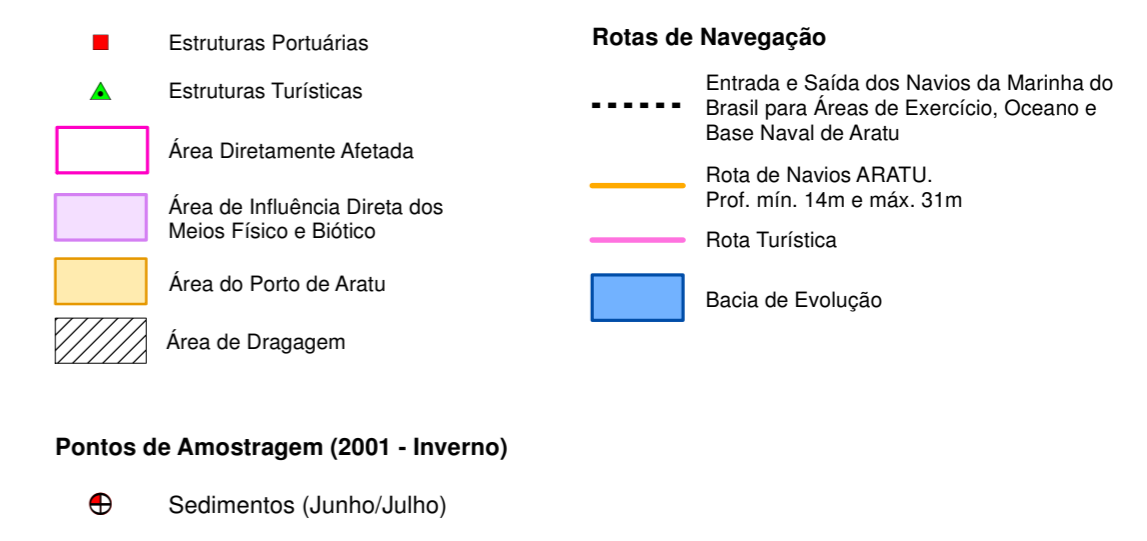 Estruturas Portuárias
Estruturas Turísticas
Área Diretamente Afetada
Área de Influência Direta dos
Meios Físico e Biótico
Área do Porto de Aratu
Área de Dragagem
Rotas de Navegação
Entrada e Saída dos Navios da Marinha do
Brasil para Áreas de Exercício, Oceano e
Base Naval de Aratu
Rota de Navios ARATU.
Prof. mín. 14m e máx. 31m
Rota Turística
Bacia de Evolução
Pontos de Amostragem (2001 - Inverno)
Sedimentos (Junho/Julho)